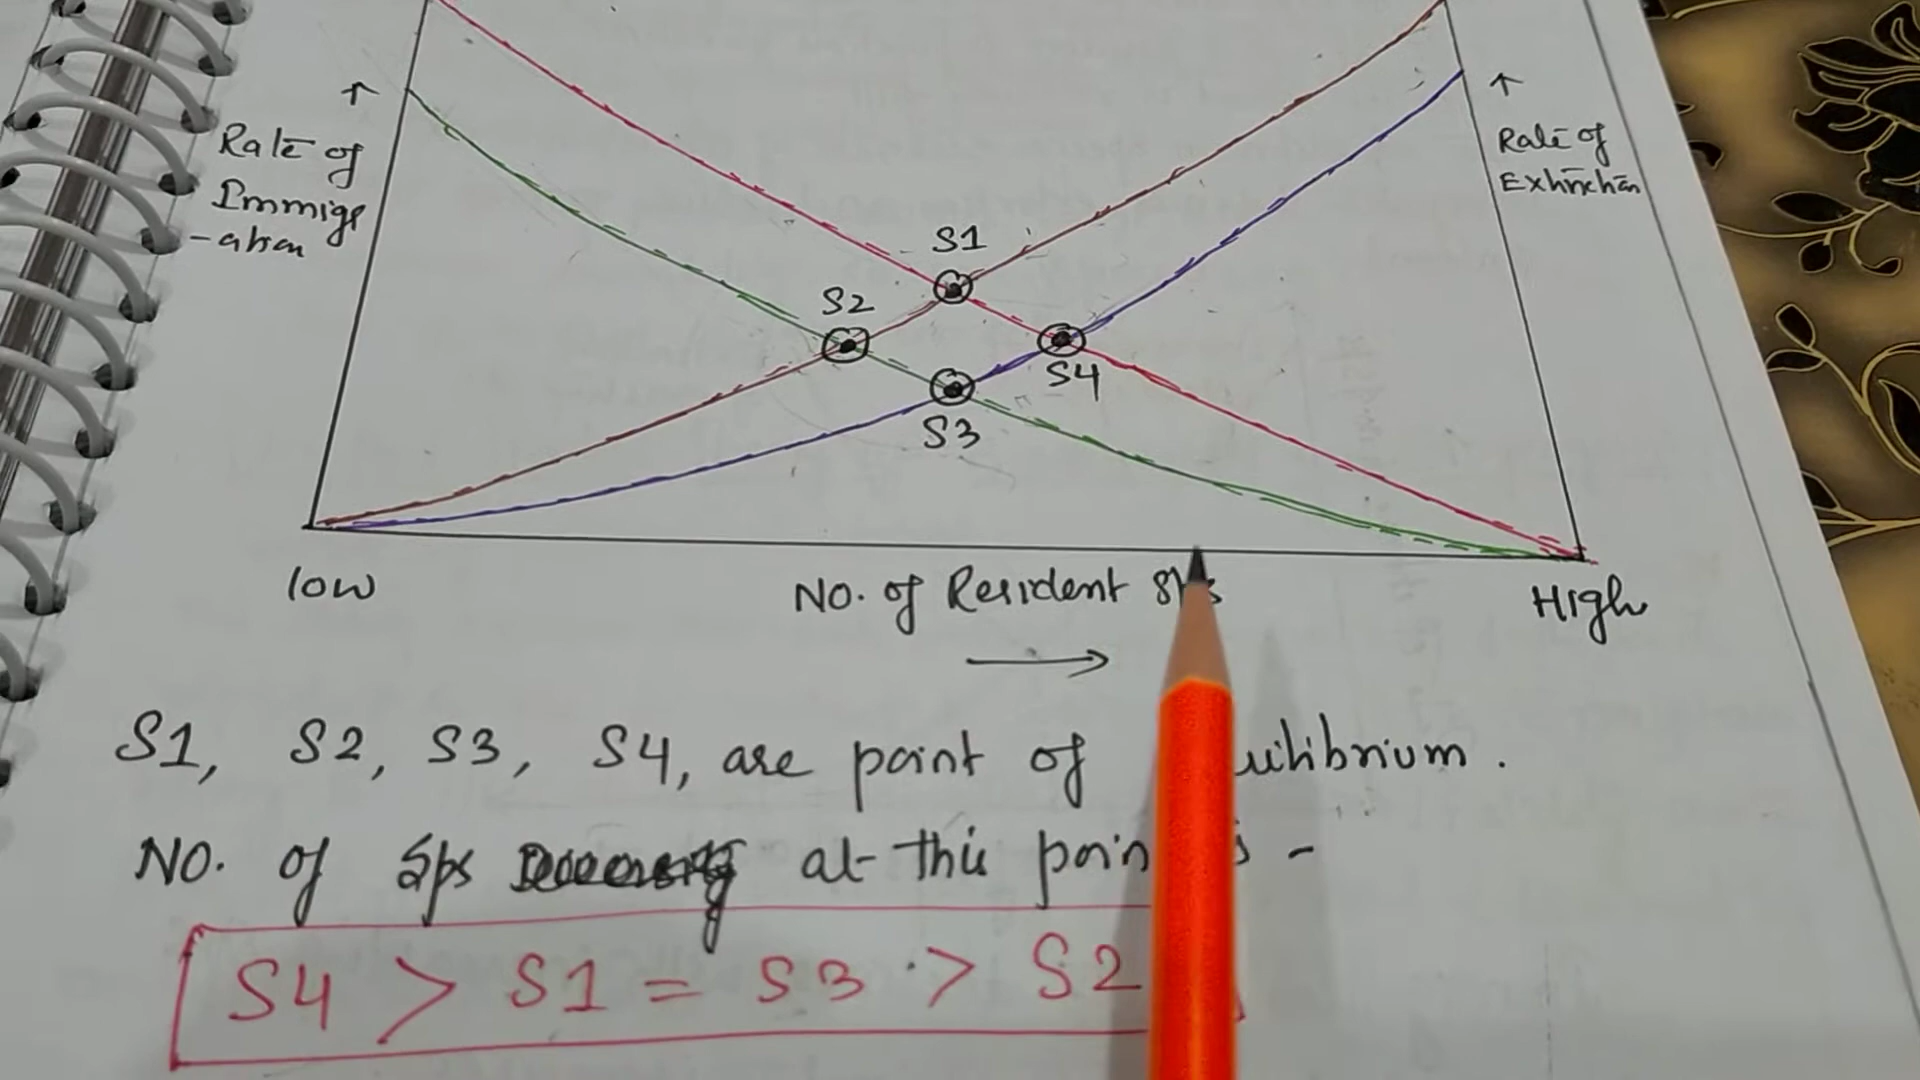 ↑
Rate of
Immigr
-ation
↑
Rate of
Extinction
S1
S2
S4
S3
low
No. of Resident
High
→
S1, S2, S3, S4, are point of
No. of Sps at this
S4 > S1 = S3 > S2